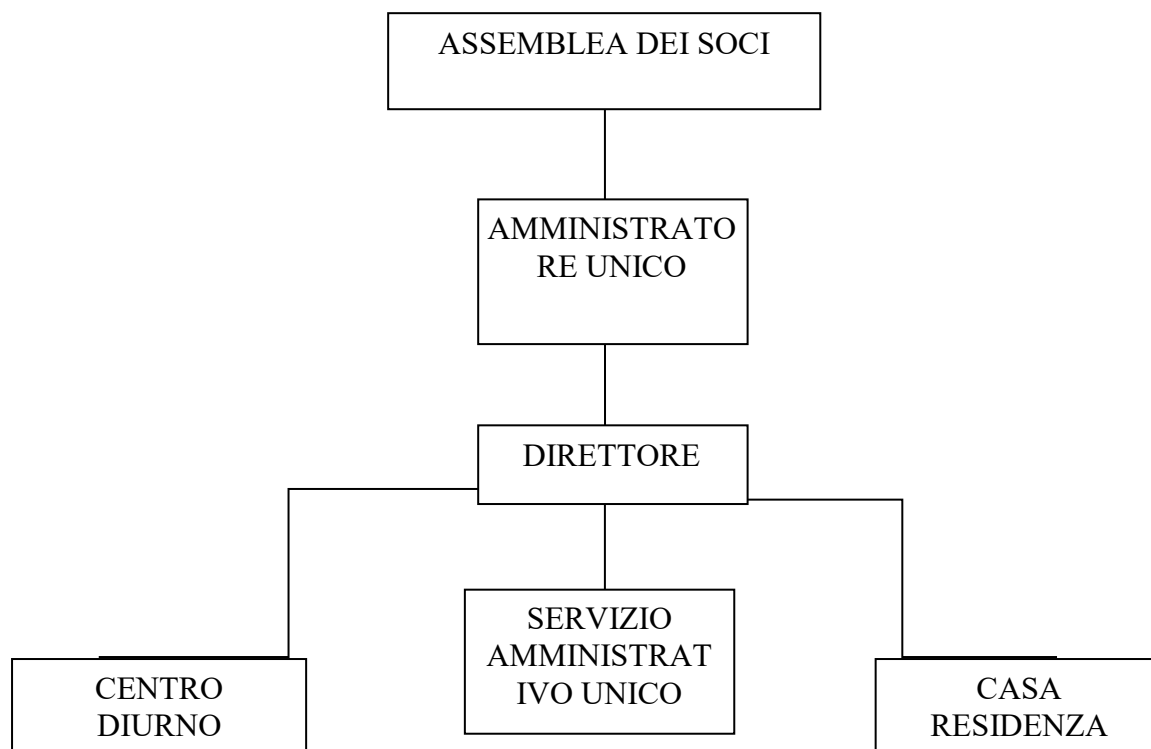 ASSEMBLEA DEI SOCI
AMMINISTRATO
RE UNICO
DIRETTORE
SERVIZIO
AMMINISTRAT
IVO UNICO
CENTRO
DIURNO
CASA
RESIDENZA